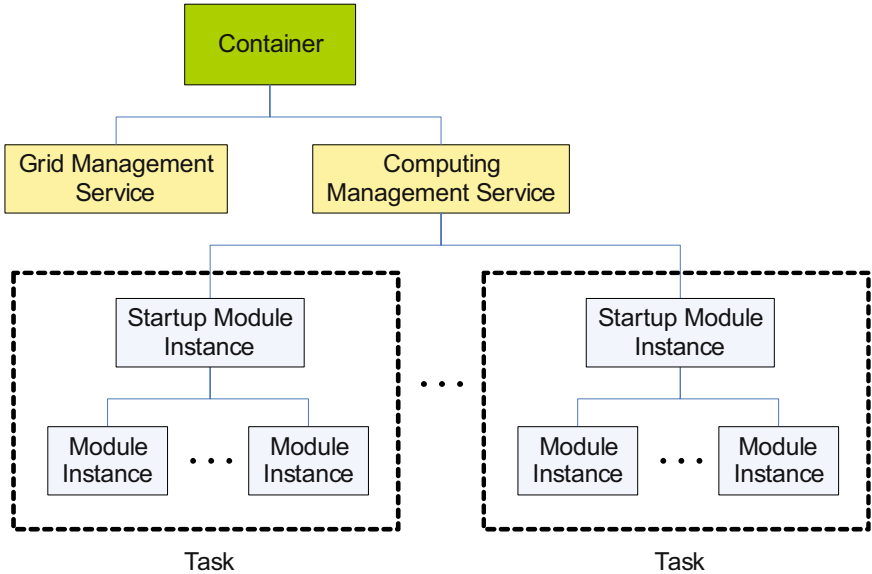 Container
Grid Management
Service
Computing
Management Service
Startup Module
Instance
Startup Module
Instance
. . .
Module
Instance
. . .
Module
Instance
Module
Instance
. . .
Module
Instance
Task
Task